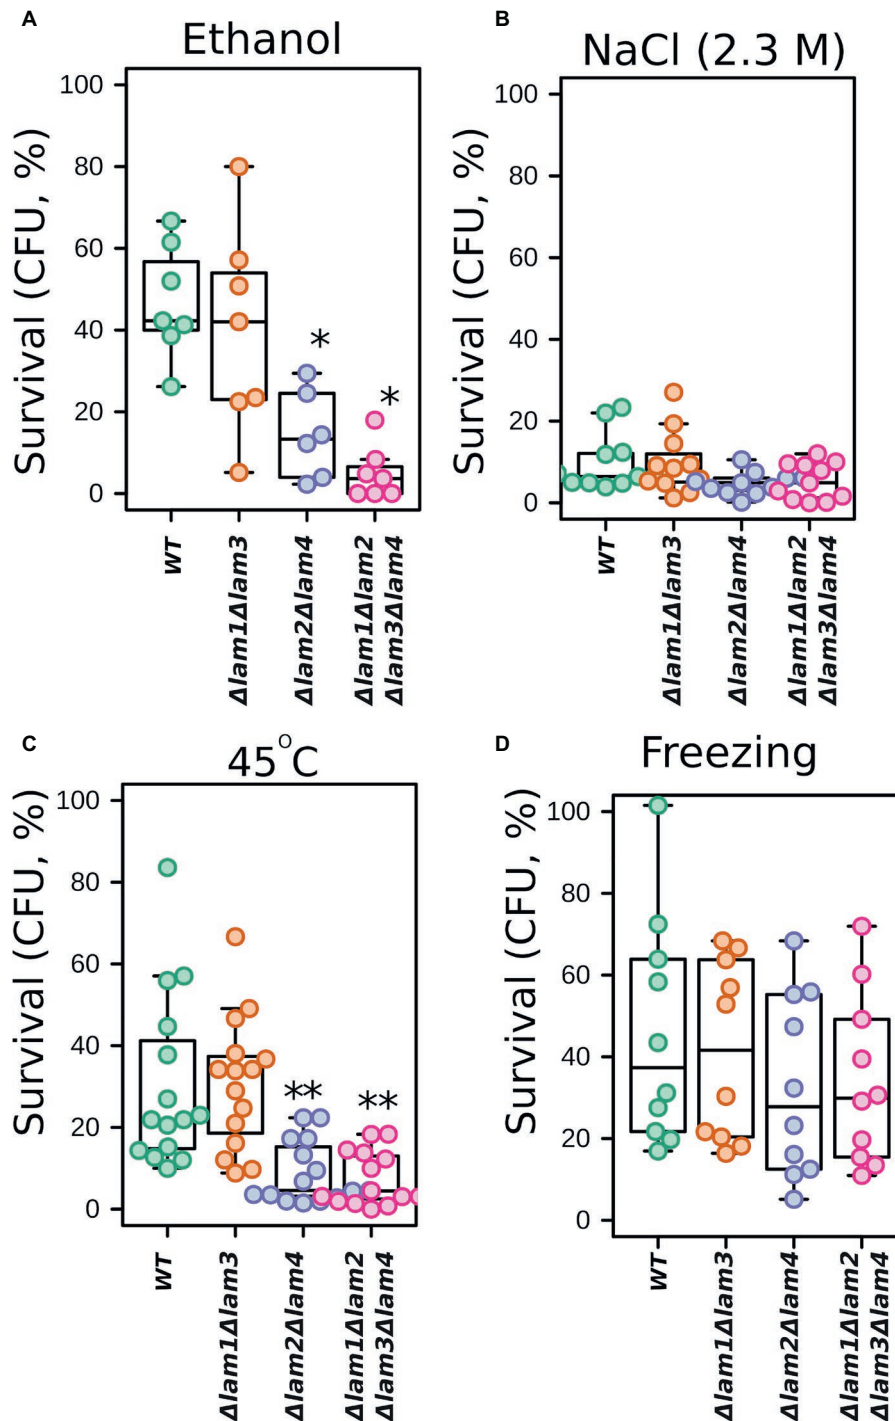 A
Ethanol
Survival (CFU, %)
100
80
60
40
20
0
*
*
WT
Δlam1Δlam3
Δlam2Δlam4
Δlam1Δlam2
Δlam3Δlam4
B
NaCl (2.3 M)
Survival (CFU, %)
100
80
60
40
20
0
WT
Δlam1Δlam3
Δlam2Δlam4
Δlam1Δlam2
Δlam3Δlam4
C
45°C
Survival (CFU, %)
100
80
60
40
20
0
**
**
WT
Δlam1Δlam3
Δlam2Δlam4
Δlam1Δlam2
Δlam3Δlam4
D
Freezing
Survival (CFU, %)
100
80
60
40
20
0
WT
Δlam1Δlam3
Δlam2Δlam4
Δlam1Δlam2
Δlam3Δlam4